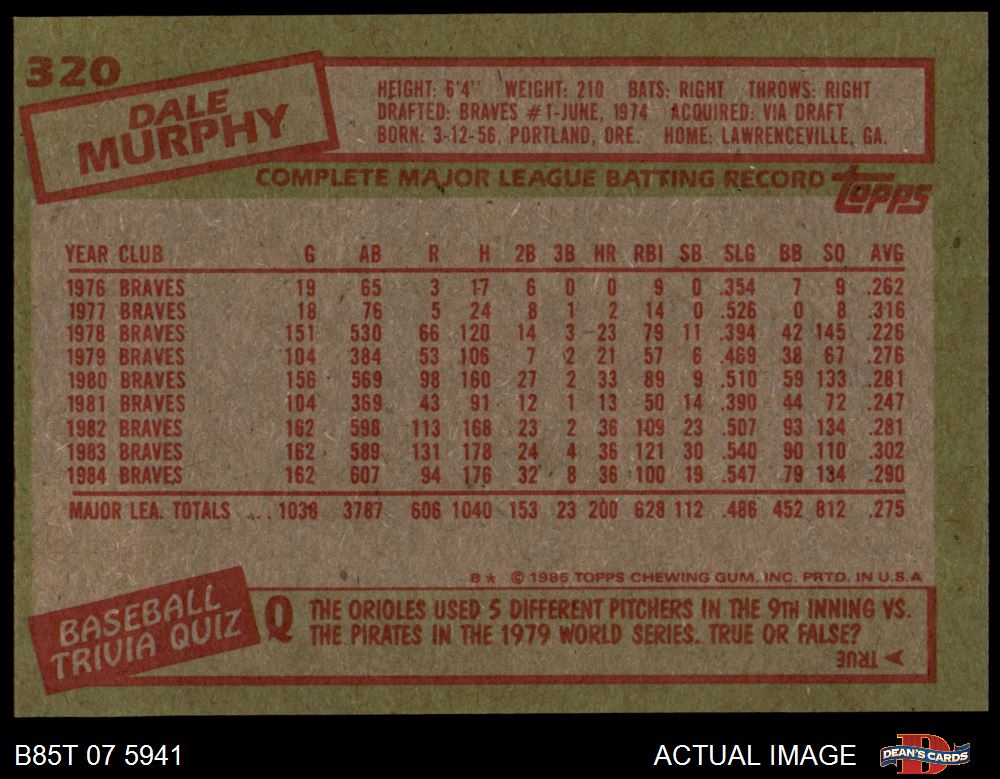 320
DALE
MURPHY
HEIGHT: 6'4" WEIGHT: 210 BATS: RIGHT THROWS: RIGHT
DRAFTED: BRAVES #1-JUNE, 1974 ACQUIRED: VIA DRAFT
BORN: 3-12-56, PORTLAND, ORE. HOME: LAWRENCEVILLE, GA.
COMPLETE MAJOR LEAGUE BATTING RECORD
TOPPS
YEAR CLUB G AB R H 2B 3B HR RBI SB SLG BB SO AVG
1976 BRAVES 19 65 3 17 6 0 0 9 0 .354 7 9 .262
1977 BRAVES 18 76 5 24 8 1 2 14 0 .526 0 8 .316
1978 BRAVES 151 530 66 120 14 3 23 79 11 .394 42 145 .226
1979 BRAVES 104 384 53 106 7 2 21 57 6 .469 38 67 .276
1980 BRAVES 156 569 98 160 27 2 33 89 9 .510 59 133 .281
1981 BRAVES 104 369 43 91 12 1 13 50 14 .390 44 72 .247
1982 BRAVES 162 598 113 168 23 2 36 109 23 .507 93 134 .281
1983 BRAVES 162 589 131 178 24 4 36 121 30 .540 90 110 .302
1984 BRAVES 162 607 94 176 32 8 36 100 19 .547 79 134 .290
MAJOR LEA. TOTALS ... 1038 3787 606 1040 153 23 200 628 112 .486 452 812 .275
B★ © 1985 TOPPS CHEWING GUM, INC. PRTD. IN U.S.A
BASEBALL
TRIVIA QUIZ
Q THE ORIOLES USED 5 DIFFERENT PITCHERS IN THE 9TH INNING VS.
THE PIRATES IN THE 1979 WORLD SERIES. TRUE OR FALSE?
TRUE
B85T 07 5941
ACTUAL IMAGE
D
DEAN'S CARDS